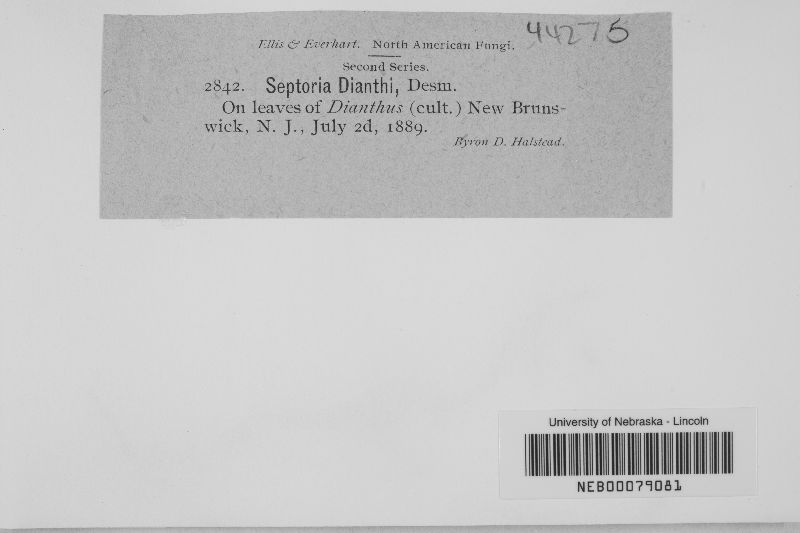 44275
Ellis & Everhart. North American Fungi.
Second Series.
2842. Septoria Dianthi, Desm.
On leaves of Dianthus (cult.) New Bruns-
wick, N. J., July 2d, 1889.
Byron D. Halstead.
University of Nebraska - Lincoln
NEB00079081